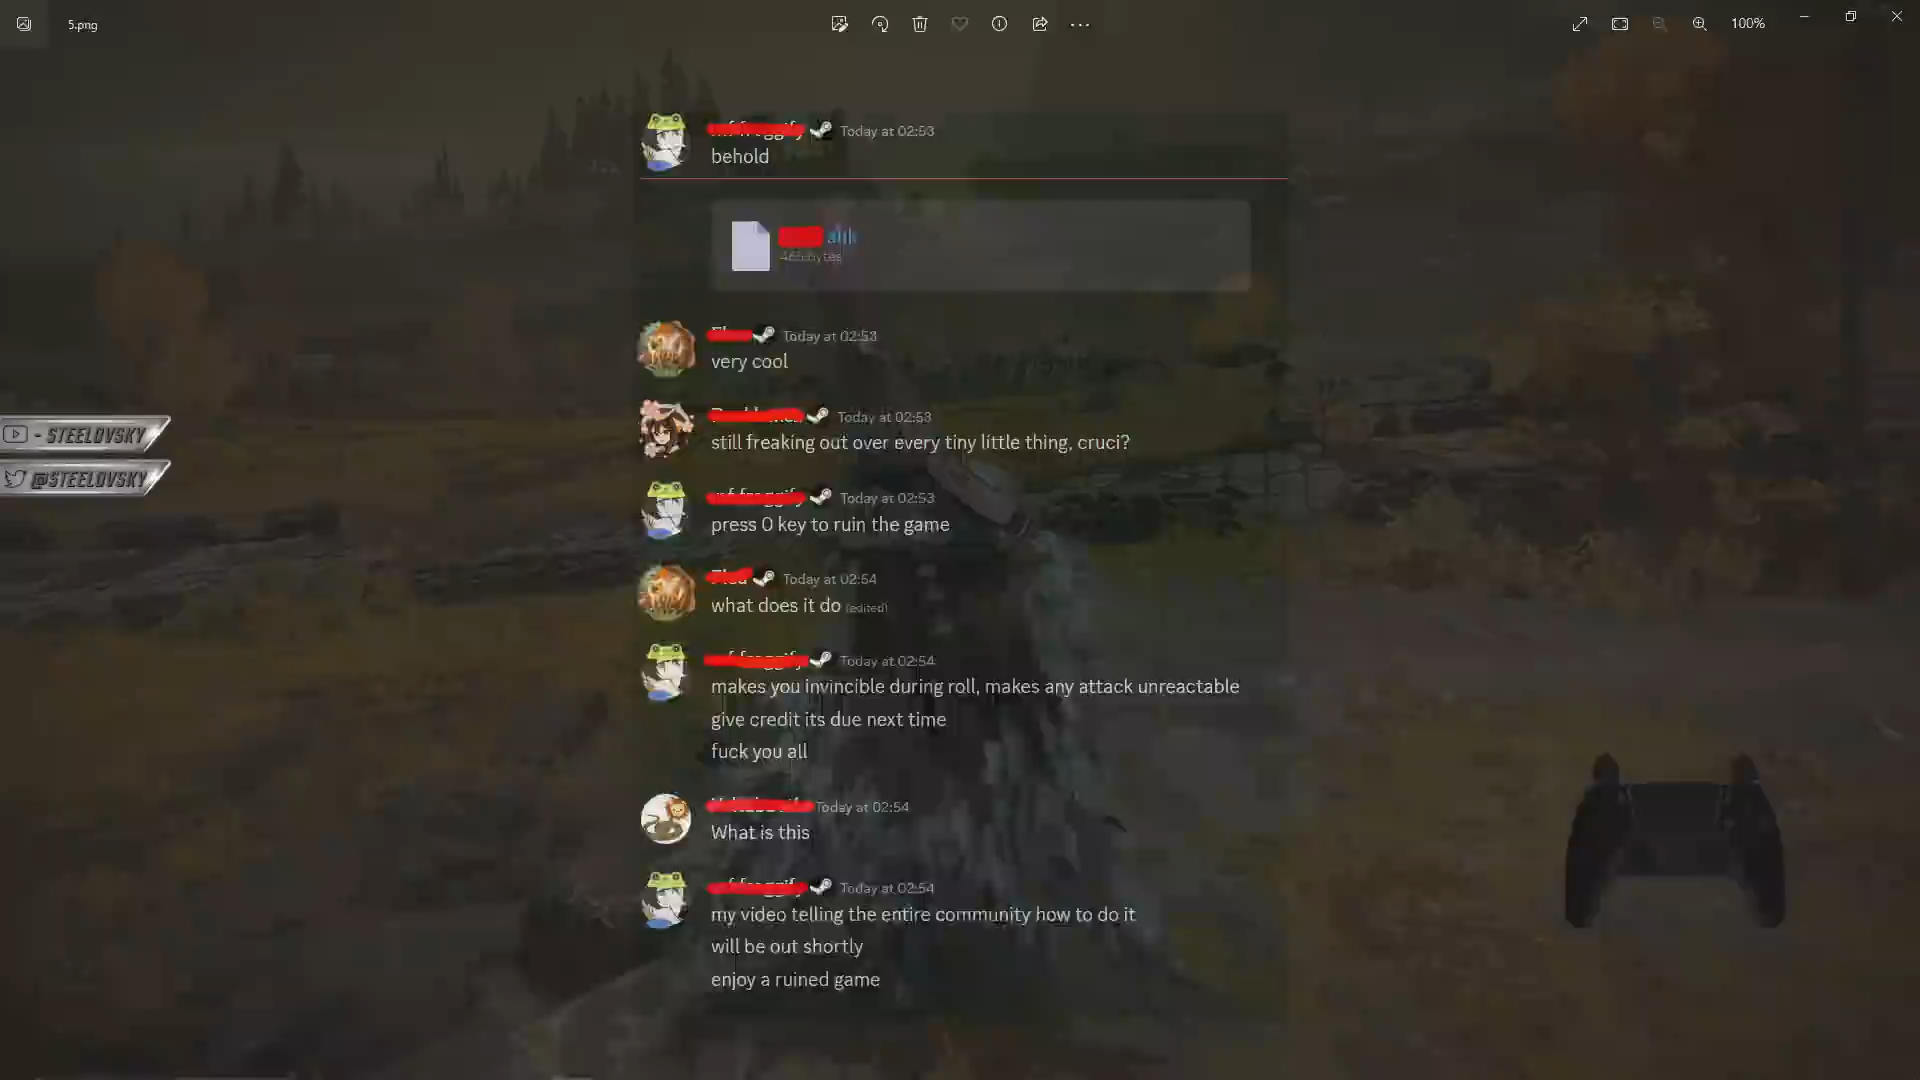 5.png
100%
Today at 02:53
behold
.ahk
466 bytes
- STEELOVSKY
@STEELOVSKY
Today at 02:53
very cool
Today at 02:53
still freaking out over every tiny little thing, cruci?
Today at 02:53
press 0 key to ruin the game
Today at 02:54
what does it do (edited)
Today at 02:54
makes you invincible during roll, makes any attack unreactable
give credit its due next time
fuck you all
Today at 02:54
What is this
Today at 02:54
my video telling the entire community how to do it
will be out shortly
enjoy a ruined game